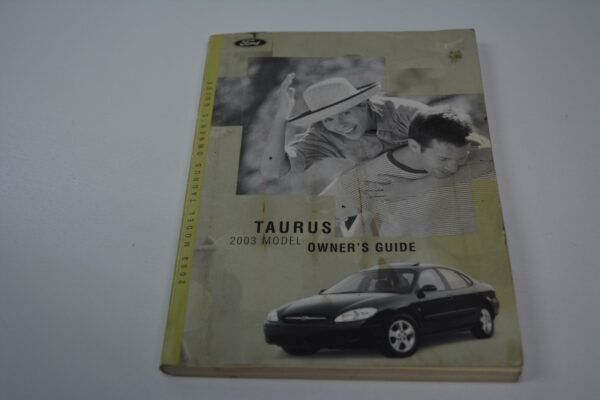 Ford
TAURUS
2003 MODEL
OWNER'S GUIDE
2003 MODEL TAURUS OWNER'S GUIDE